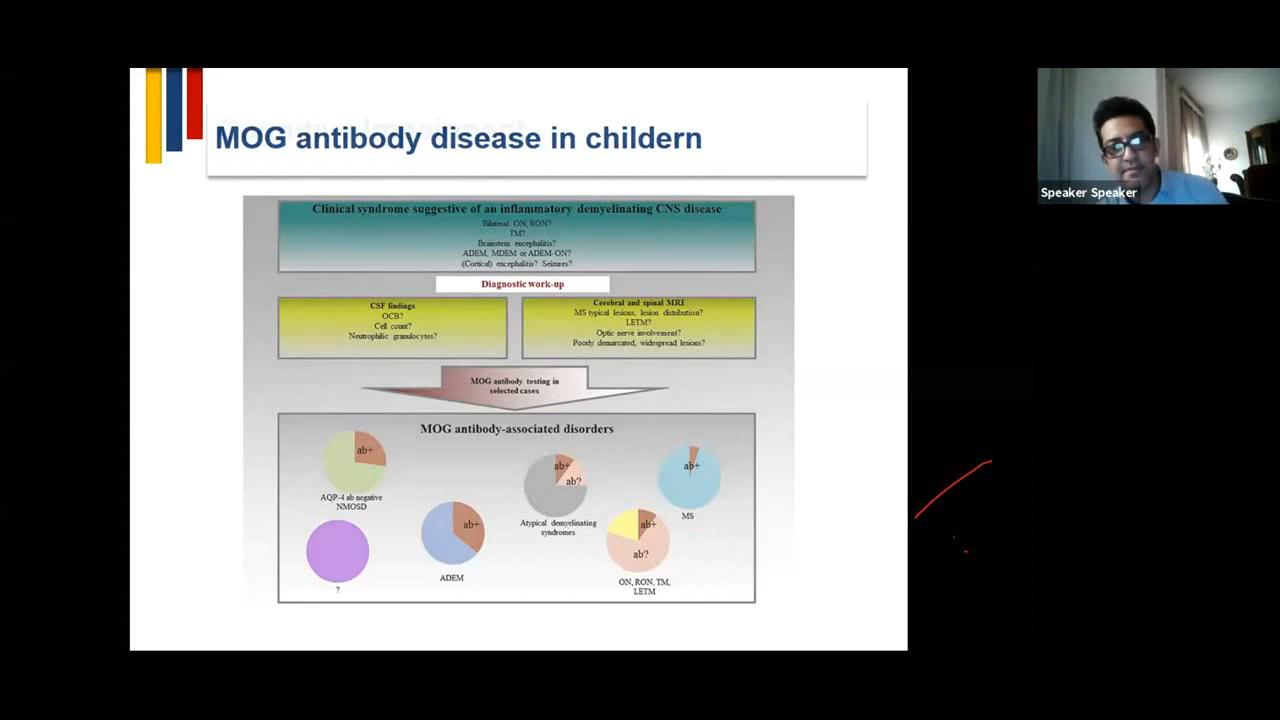 MOG antibody disease in childern
Speaker Speaker
Clinical syndrome suggestive of an inflammatory demyelinating CNS disease
Bilateral ON, RON?
TM?
Brainstem encephalitis?
ADEM, MDEM or ADEM-ON?
(Cortical) encephalitis? Seizures?
Diagnostic work-up
CSF findings
OCB?
Cell count?
Neutrophilic granulocytes?
Cerebral and spinal MRI
MS typical lesions, lesion distribution?
LETM?
Optic nerve involvement?
Poorly demarcated, widespread lesions?
MOG antibody testing in
selected cases
MOG antibody-associated disorders
ab+
AQP-4 ab negative
NMOSD
?
ab+
ADEM
ab+
ab?
Atypical demyelinating
syndromes
ab+
MS
ab+
ab?
ON, RON, TM,
LETM